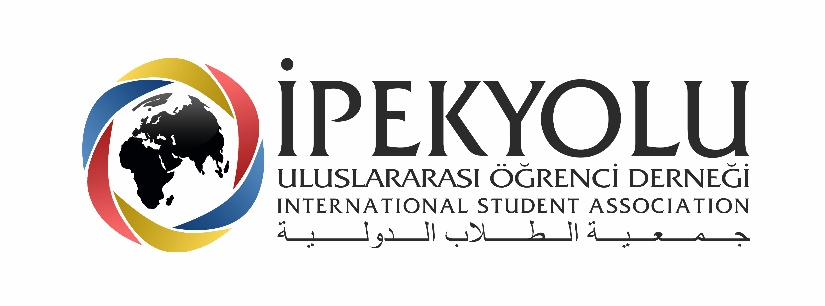 İPEKYOLU
ULUSLARARASI ÖĞRENCİ DERNEĞİ
INTERNATIONAL STUDENT ASSOCIATION
جمعية الطلاب الدولية